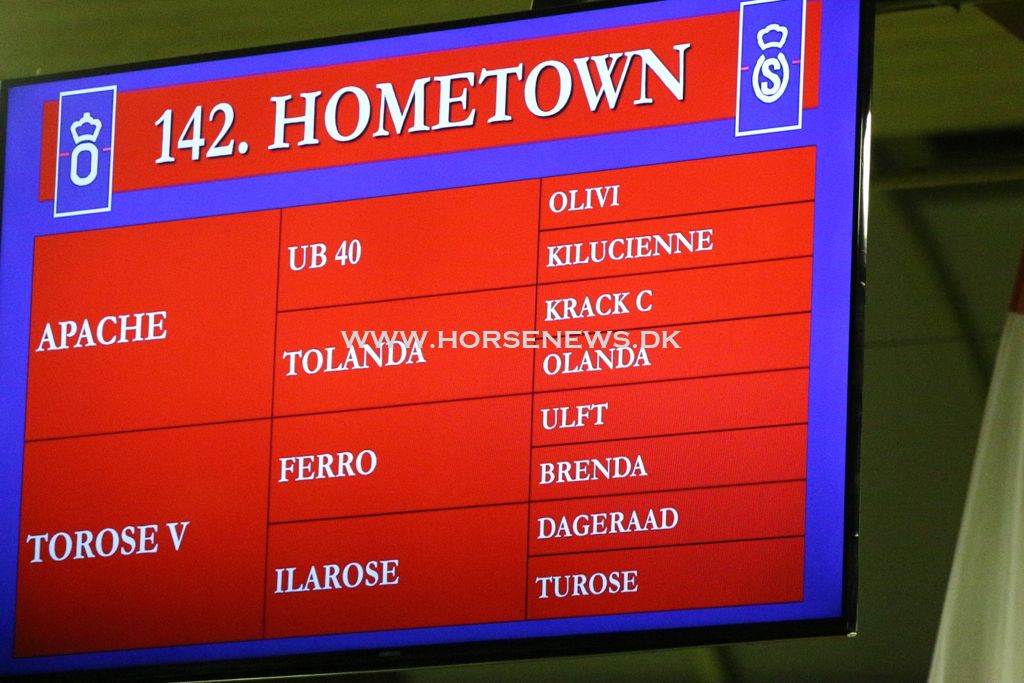 142. HOMETOWN
OLIVI
UB 40
KILUCIENNE
APACHE
KRACK C
TOLANDA
OLANDA
WWW.HORSENEWS.DK
ULFT
FERRO
BRENDA
TOROSE V
DAGERAAD
ILAROSE
TUROSE